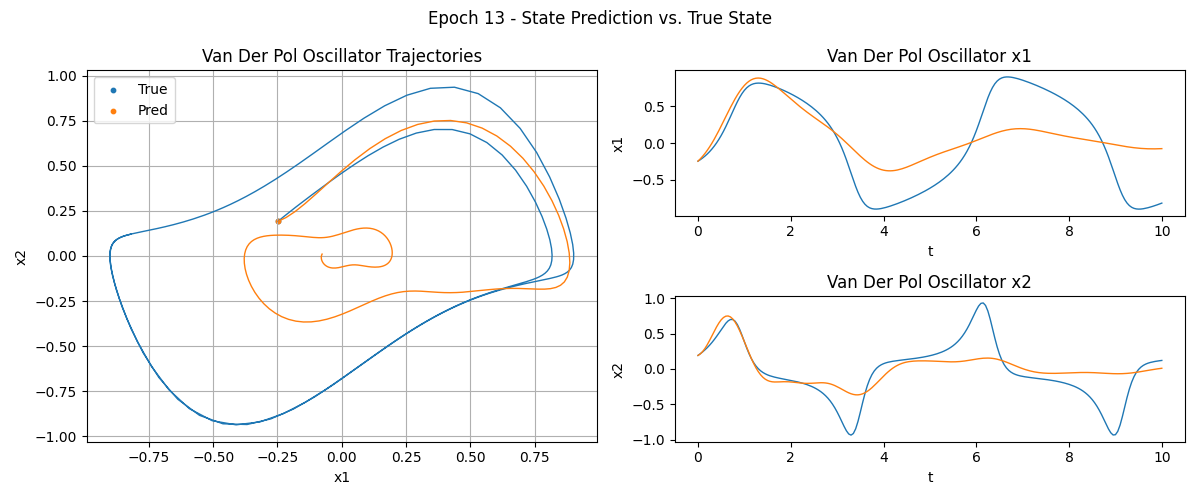 Epoch 13 - State Prediction vs. True State
Van Der Pol Oscillator Trajectories
True
Pred
1.00
0.75
0.50
0.25
0.00
−0.25
−0.50
−0.75
−1.00
x2
−0.75 −0.50 −0.25 0.00 0.25 0.50 0.75
x1
Van Der Pol Oscillator x1
0.5
0.0
−0.5
x1
0 2 4 6 8 10
t
Van Der Pol Oscillator x2
1.0
0.5
0.0
−0.5
−1.0
x2
0 2 4 6 8 10
t